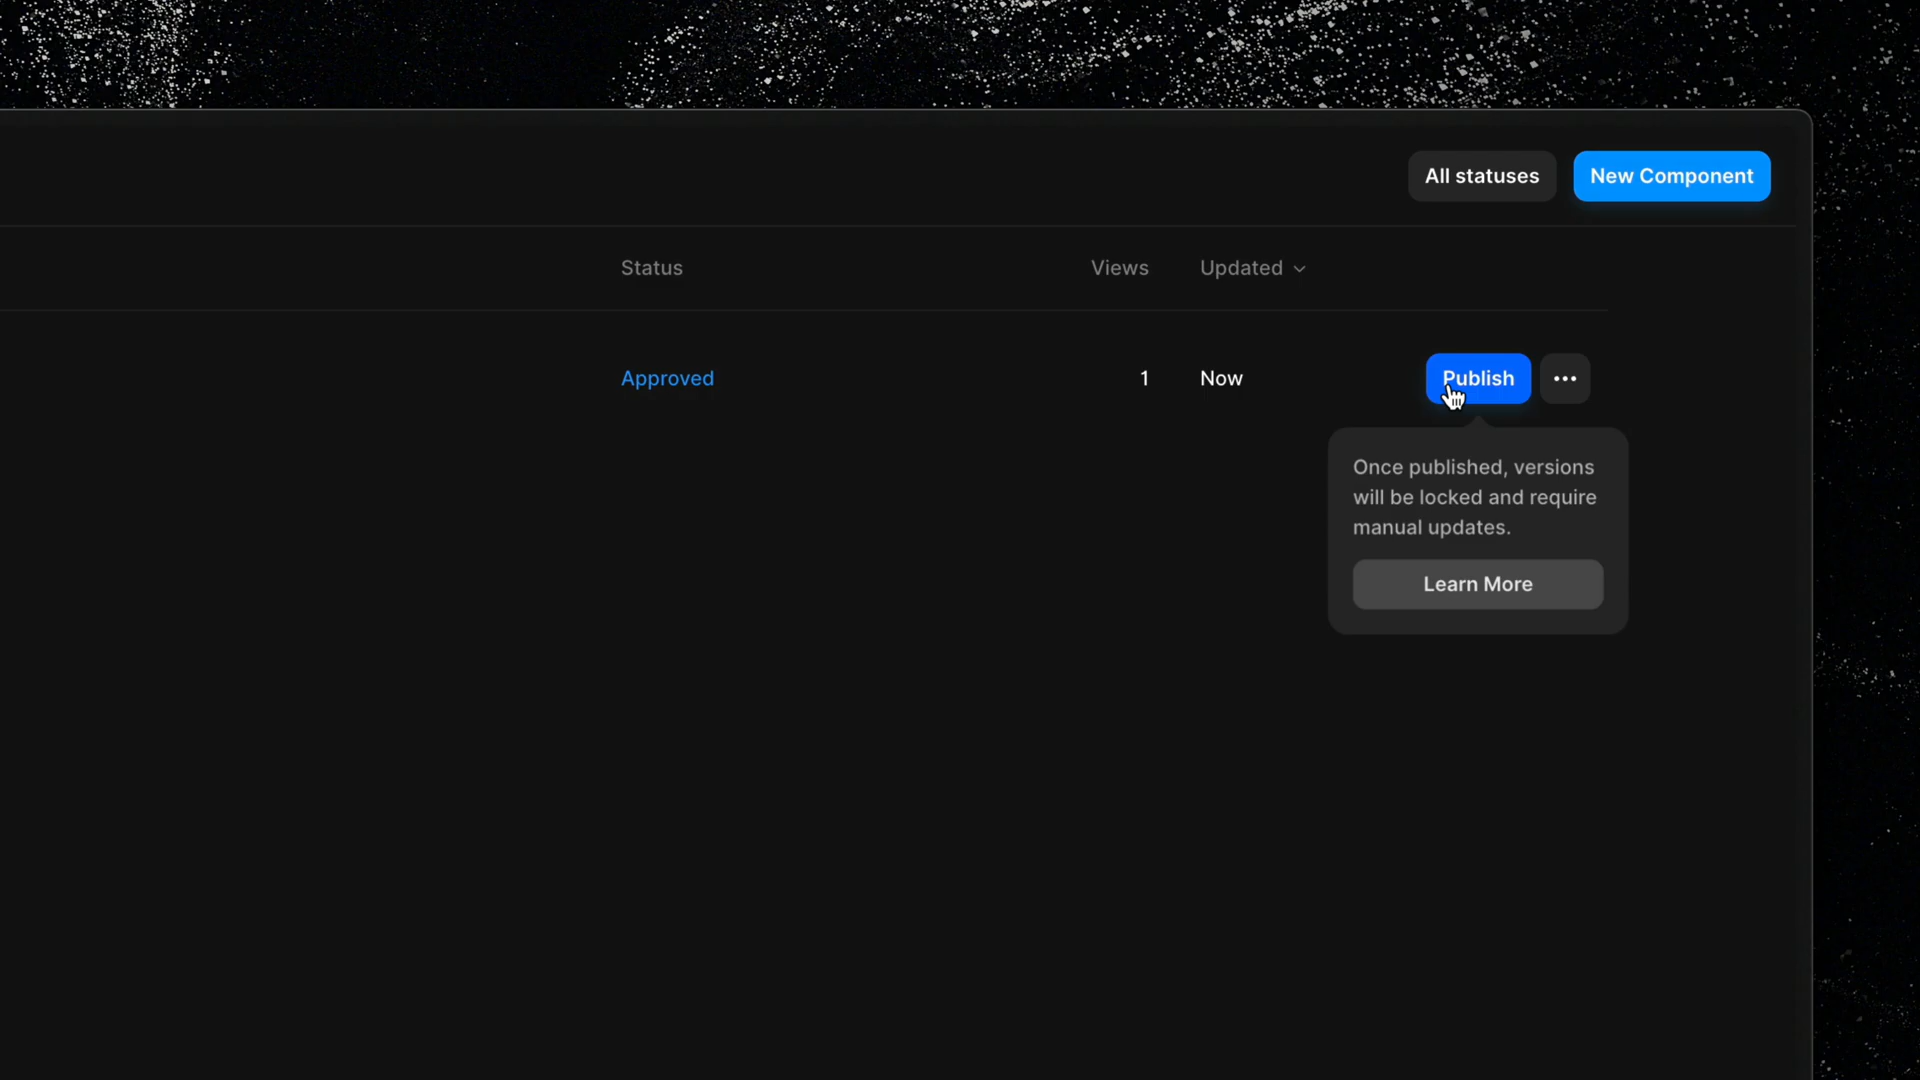 All statuses
New Component
Status
Views
Updated
Approved
1
Now
Publish
Once published, versions
will be locked and require
manual updates.
Learn More